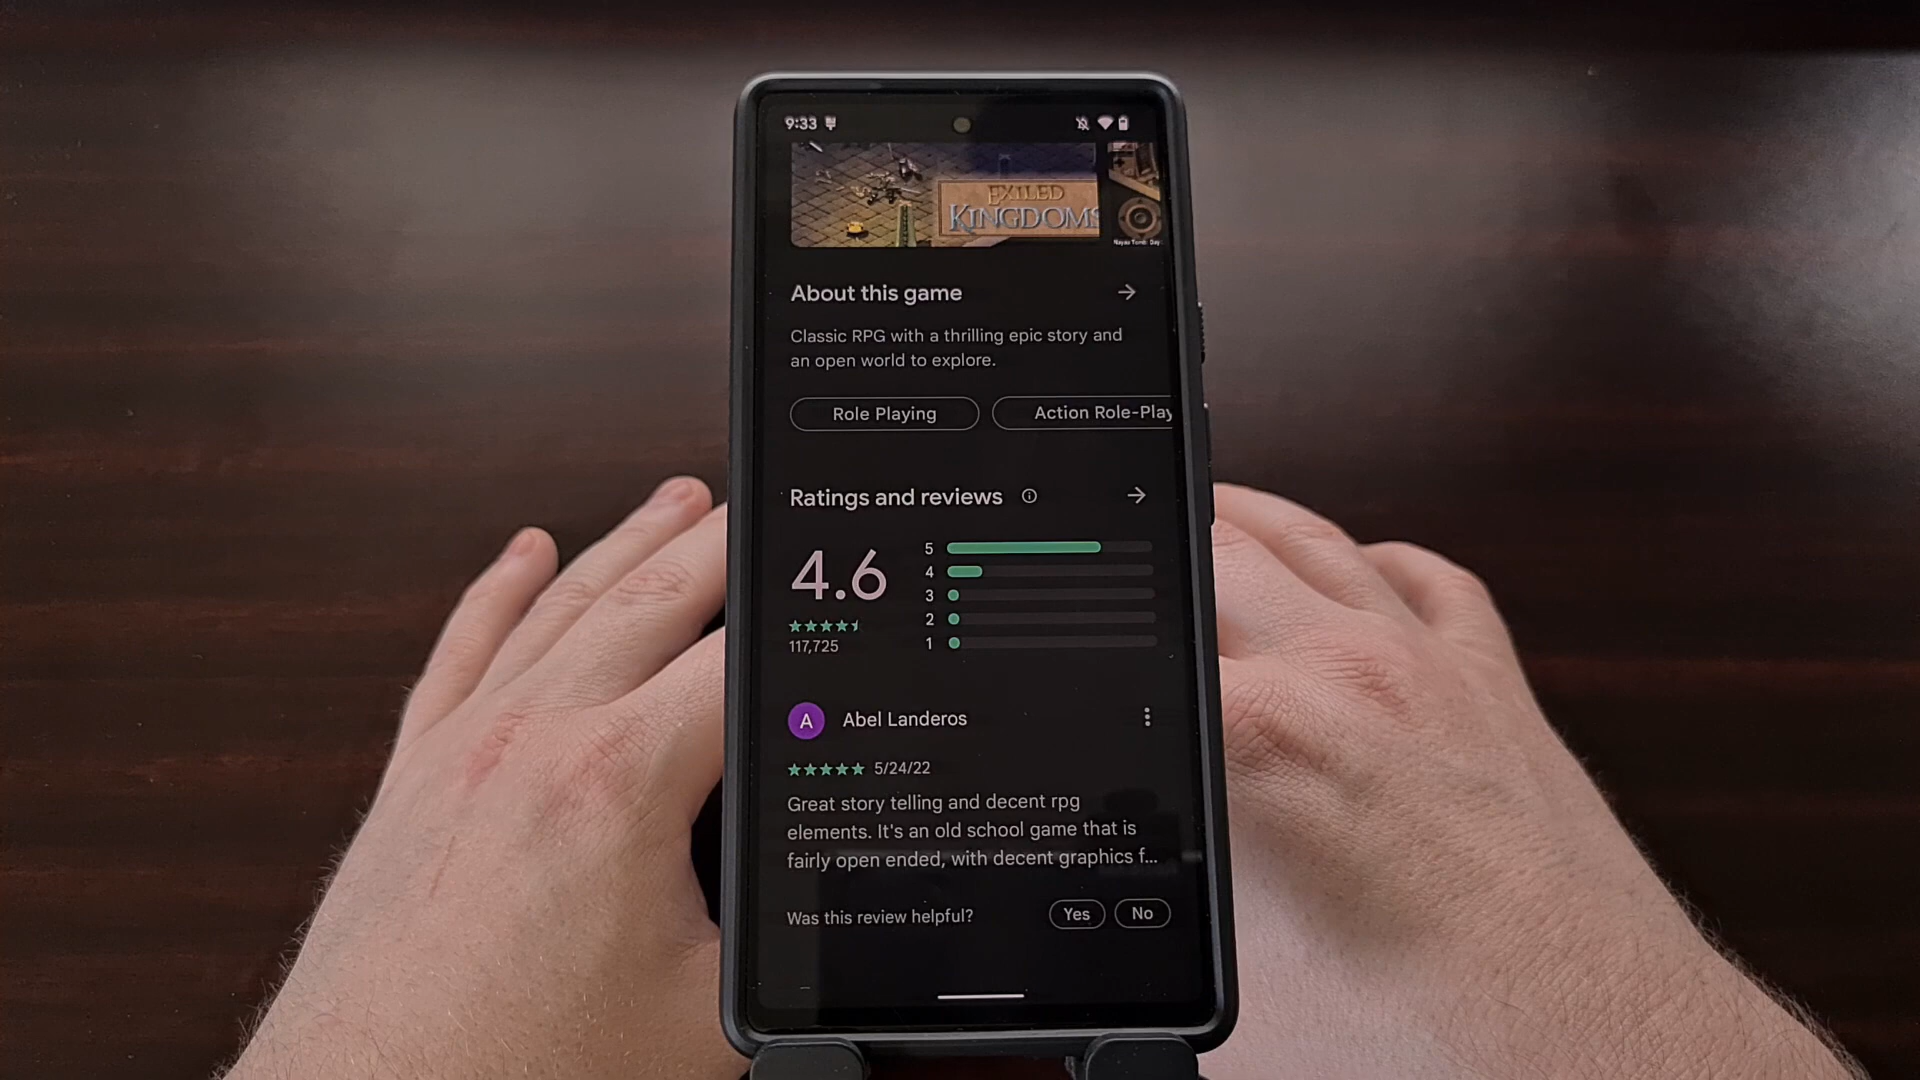 9:33
EXILED
KINGDOMS
About this game
Classic RPG with a thrilling epic story and
an open world to explore.
Role Playing
Action Role-Play
Ratings and reviews
4.6
117,725
5
4
3
2
1
A
Abel Landeros
5/24/22
Great story telling and decent rpg
elements. It's an old school game that is
fairly open ended, with decent graphics f...
Was this review helpful?
Yes
No